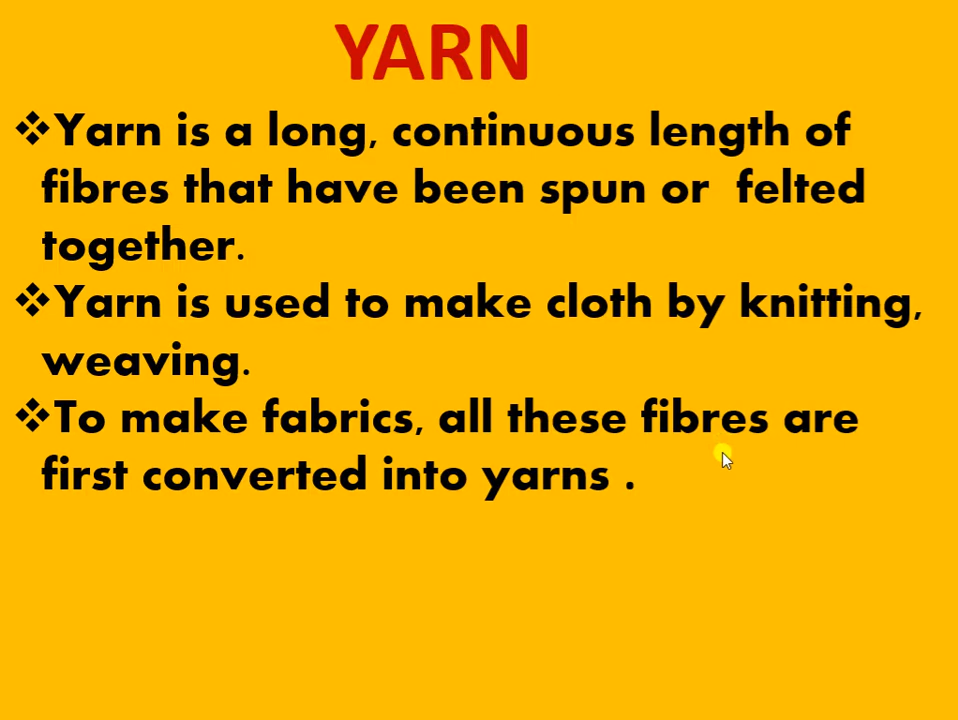 YARN
❖Yarn is a long, continuous length of
fibres that have been spun or felted
together.
❖Yarn is used to make cloth by knitting,
weaving.
❖To make fabrics, all these fibres are
first converted into yarns .